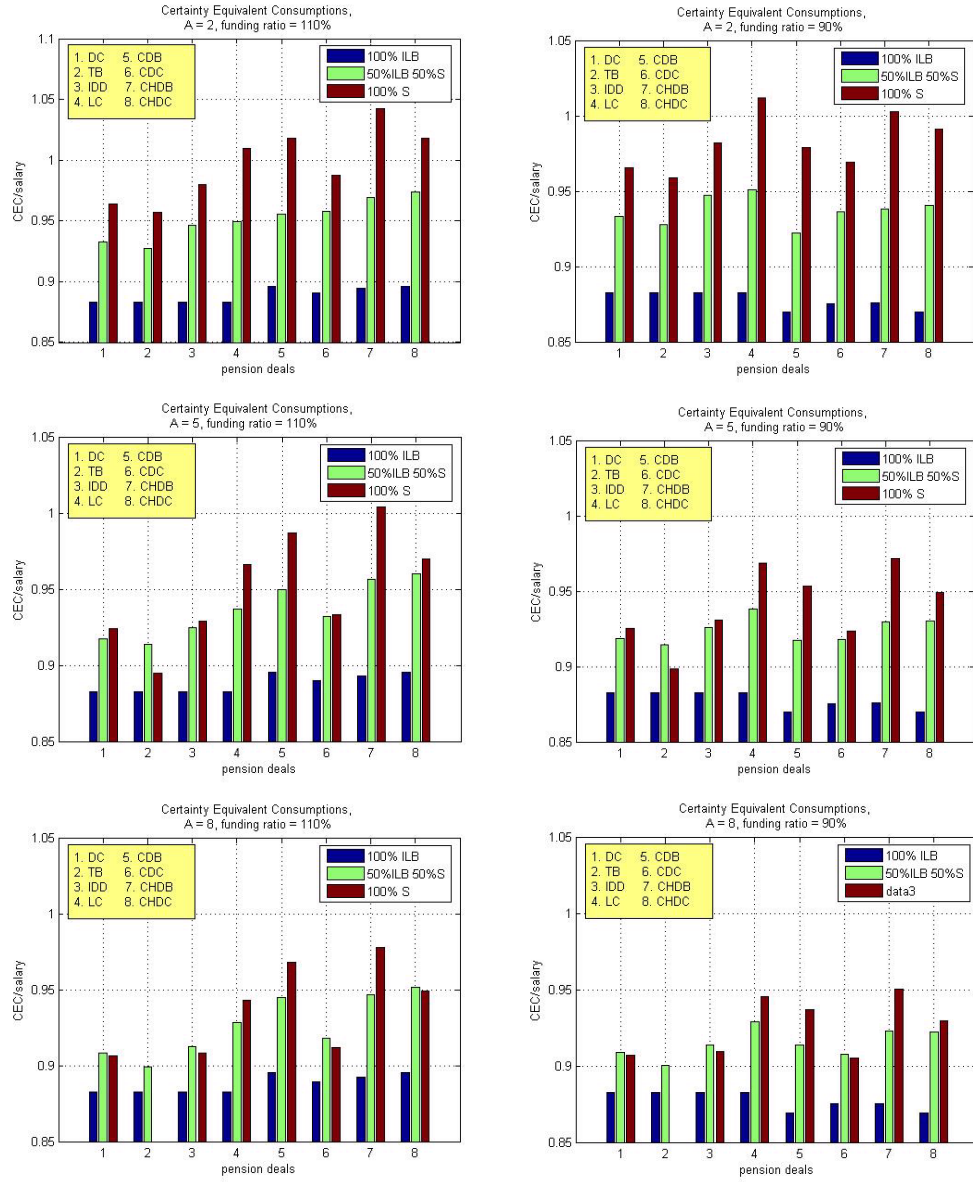 Certainty Equivalent Consumptions,
A = 2, funding ratio = 110%
1.1
1.05
1
0.95
0.9
0.85
CEC/salary
1. DC 5. CDB
2. TB 6. CDC
3. IDD 7. CHDB
4. LC 8. CHDC
100% ILB
50%ILB 50%S
100% S
1 2 3 4 5 6 7 8
pension deals
Certainty Equivalent Consumptions,
A = 2, funding ratio = 90%
1.05
1
0.95
0.9
0.85
CEC/salary
1. DC 5. CDB
2. TB 6. CDC
3. IDD 7. CHDB
4. LC 8. CHDC
100% ILB
50%ILB 50%S
100% S
1 2 3 4 5 6 7 8
pension deals
Certainty Equivalent Consumptions,
A = 5, funding ratio = 110%
1.05
1
0.95
0.9
0.85
CEC/salary
1. DC 5. CDB
2. TB 6. CDC
3. IDD 7. CHDB
4. LC 8. CHDC
100% ILB
50%ILB 50%S
100% S
1 2 3 4 5 6 7 8
pension deals
Certainty Equivalent Consumptions,
A = 5, funding ratio = 90%
1.05
1
0.95
0.9
0.85
CEC/salary
1. DC 5. CDB
2. TB 6. CDC
3. IDD 7. CHDB
4. LC 8. CHDC
100% ILB
50%ILB 50%S
100% S
1 2 3 4 5 6 7 8
pension deals
Certainty Equivalent Consumptions,
A = 8, funding ratio = 110%
1.05
1
0.95
0.9
0.85
CEC/salary
1. DC 5. CDB
2. TB 6. CDC
3. IDD 7. CHDB
4. LC 8. CHDC
100% ILB
50%ILB 50%S
100% S
1 2 3 4 5 6 7 8
pension deals
Certainty Equivalent Consumptions,
A = 8, funding ratio = 90%
1.05
1
0.95
0.9
0.85
CEC/salary
1. DC 5. CDB
2. TB 6. CDC
3. IDD 7. CHDB
4. LC 8. CHDC
100% ILB
50%ILB 50%S
data3
1 2 3 4 5 6 7 8
pension deals